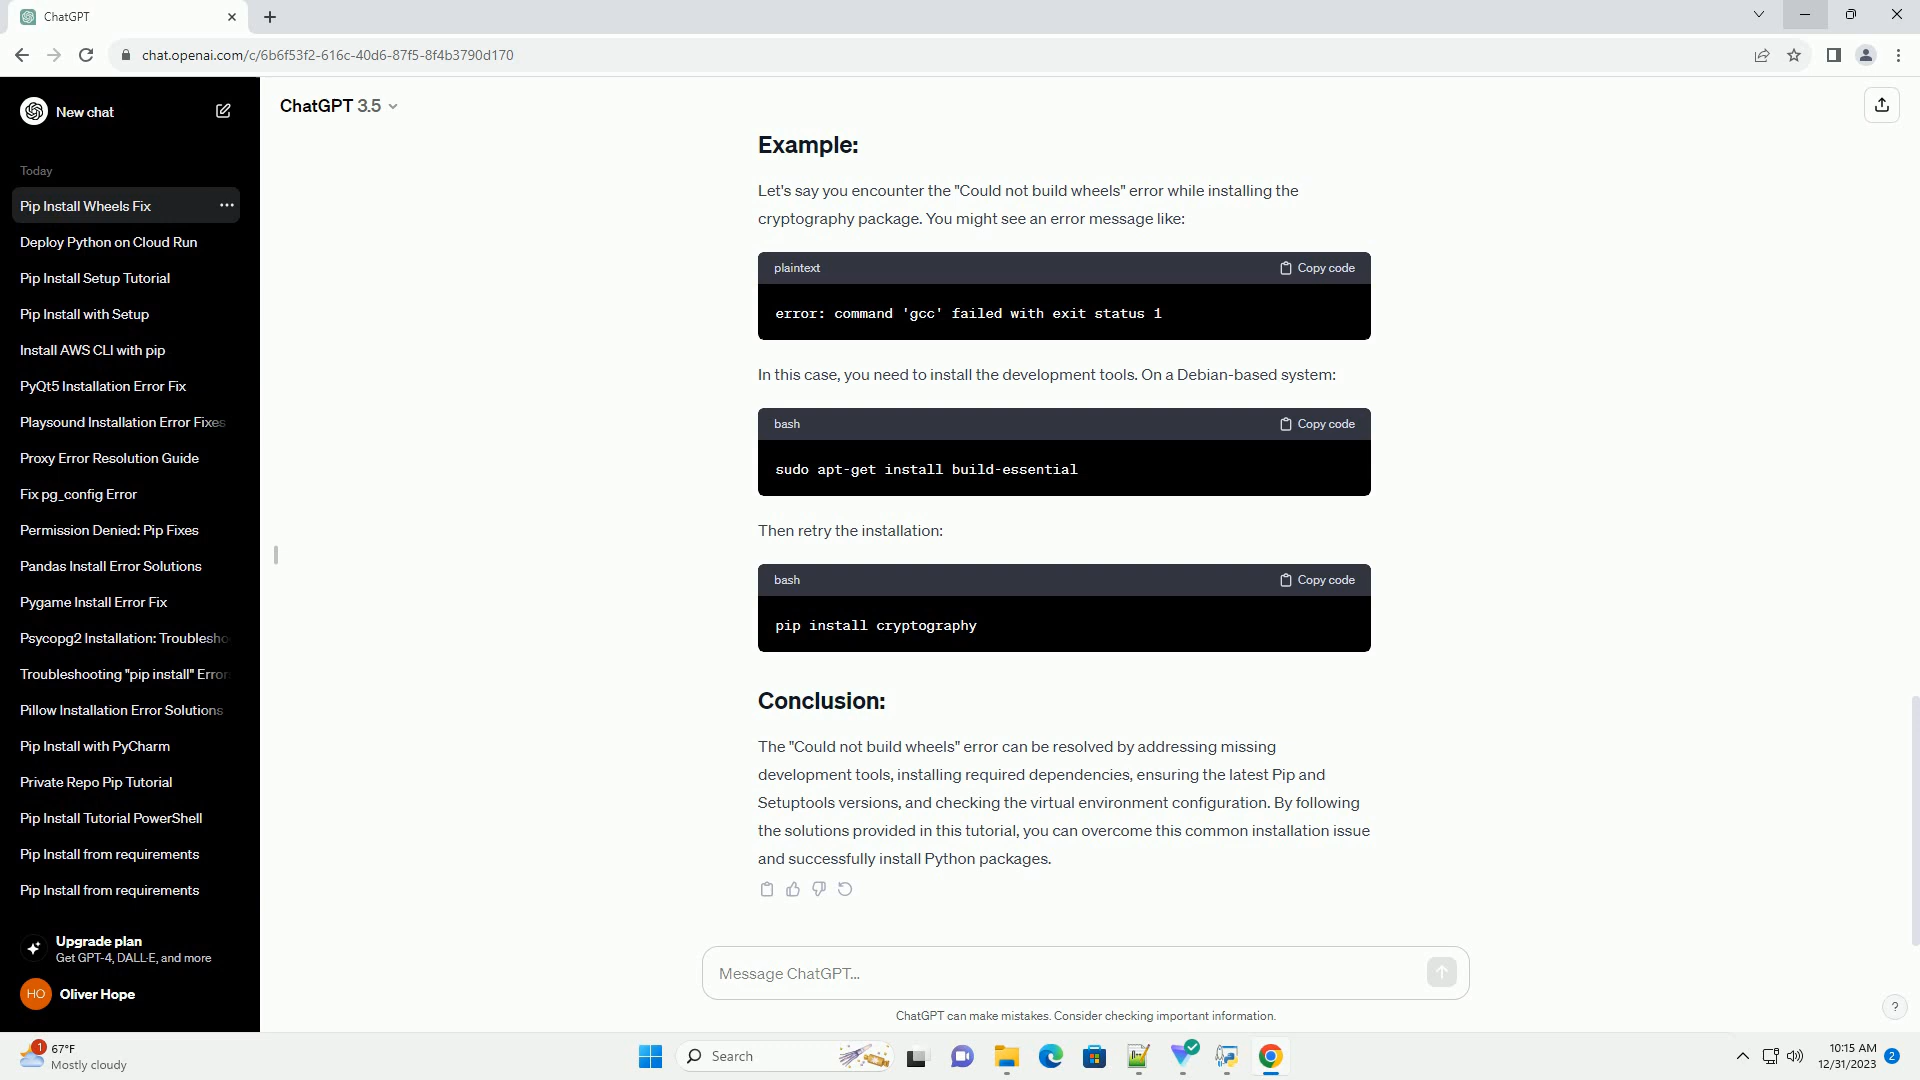 ChatGPT
chat.openai.com/c/6b6f53f2-616c-40d6-87f5-8f4b3790d170
New chat
Today
Pip Install Wheels Fix
Deploy Python on Cloud Run
Pip Install Setup Tutorial
Pip Install with Setup
Install AWS CLI with pip
PyQt5 Installation Error Fix
Playsound Installation Error Fixes
Proxy Error Resolution Guide
Fix pg_config Error
Permission Denied: Pip Fixes
Pandas Install Error Solutions
Pygame Install Error Fix
Psycopg2 Installation: Troublesho
Troubleshooting "pip install" Error
Pillow Installation Error Solutions
Pip Install with PyCharm
Private Repo Pip Tutorial
Pip Install Tutorial PowerShell
Pip Install from requirements
Pip Install from requirements
Upgrade plan
Get GPT-4, DALL·E, and more
HO Oliver Hope
ChatGPT 3.5
Example:
Let's say you encounter the "Could not build wheels" error while installing the
cryptography package. You might see an error message like:
plaintext Copy code
error: command 'gcc' failed with exit status 1
In this case, you need to install the development tools. On a Debian-based system:
bash Copy code
sudo apt-get install build-essential
Then retry the installation:
bash Copy code
pip install cryptography
Conclusion:
The "Could not build wheels" error can be resolved by addressing missing
development tools, installing required dependencies, ensuring the latest Pip and
Setuptools versions, and checking the virtual environment configuration. By following
the solutions provided in this tutorial, you can overcome this common installation issue
and successfully install Python packages.
Message ChatGPT...
ChatGPT can make mistakes. Consider checking important information.
?
1
67°F
Mostly cloudy
Search
10:15 AM
12/31/2023
2